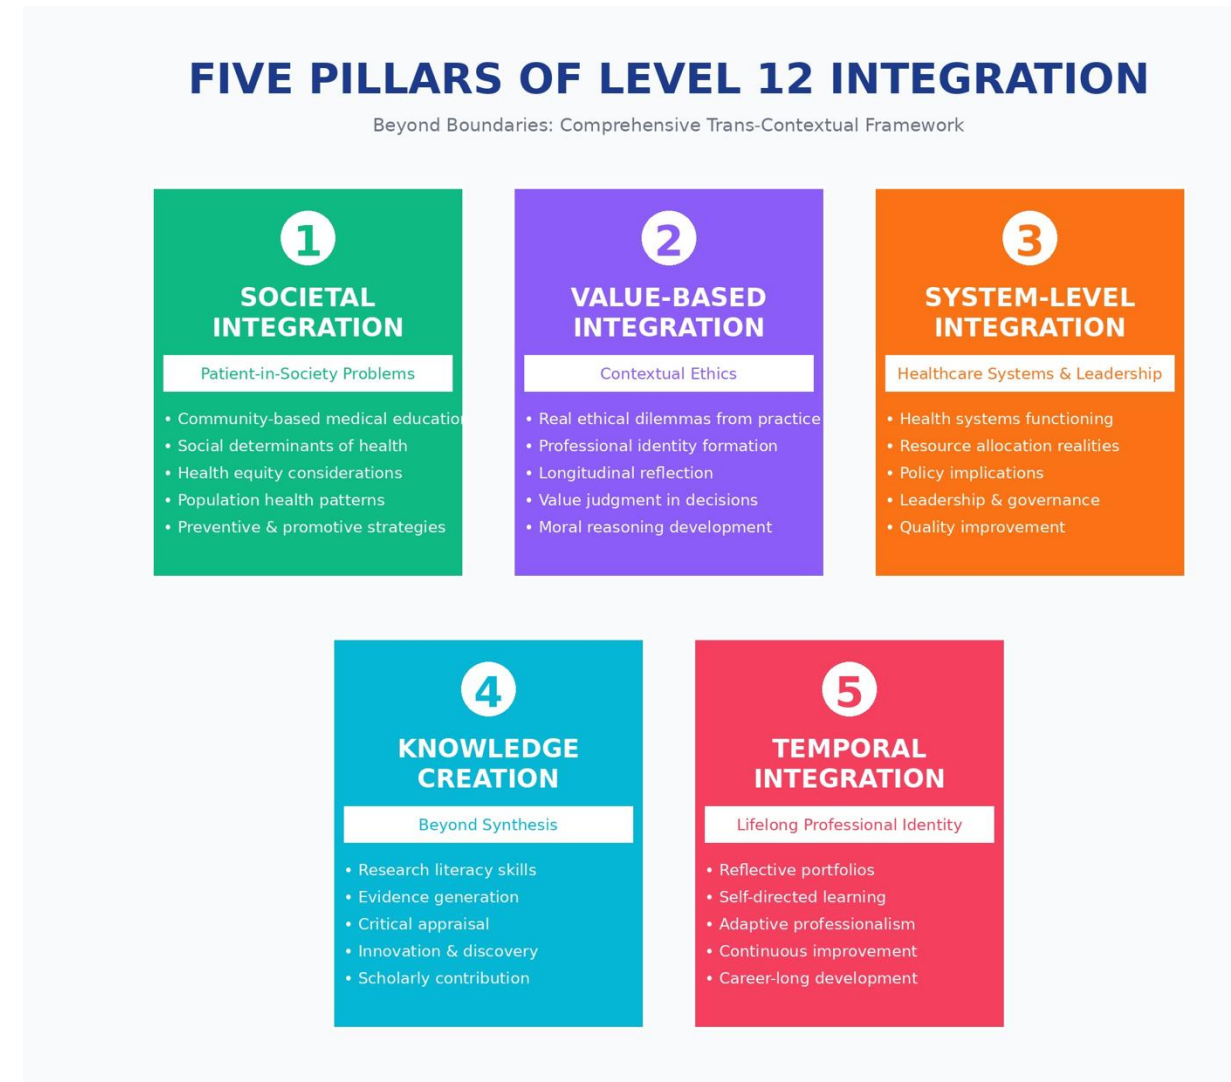 FIVE PILLARS OF LEVEL 12 INTEGRATION
Beyond Boundaries: Comprehensive Trans-Contextual Framework
1
SOCIETAL
INTEGRATION
Patient-in-Society Problems
• Community-based medical education
• Social determinants of health
• Health equity considerations
• Population health patterns
• Preventive & promotive strategies
2
VALUE-BASED
INTEGRATION
Contextual Ethics
• Real ethical dilemmas from practice
• Professional identity formation
• Longitudinal reflection
• Value judgment in decisions
• Moral reasoning development
3
SYSTEM-LEVEL
INTEGRATION
Healthcare Systems & Leadership
• Health systems functioning
• Resource allocation realities
• Policy implications
• Leadership & governance
• Quality improvement
4
KNOWLEDGE
CREATION
Beyond Synthesis
• Research literacy skills
• Evidence generation
• Critical appraisal
• Innovation & discovery
• Scholarly contribution
5
TEMPORAL
INTEGRATION
Lifelong Professional Identity
• Reflective portfolios
• Self-directed learning
• Adaptive professionalism
• Continuous improvement
• Career-long development